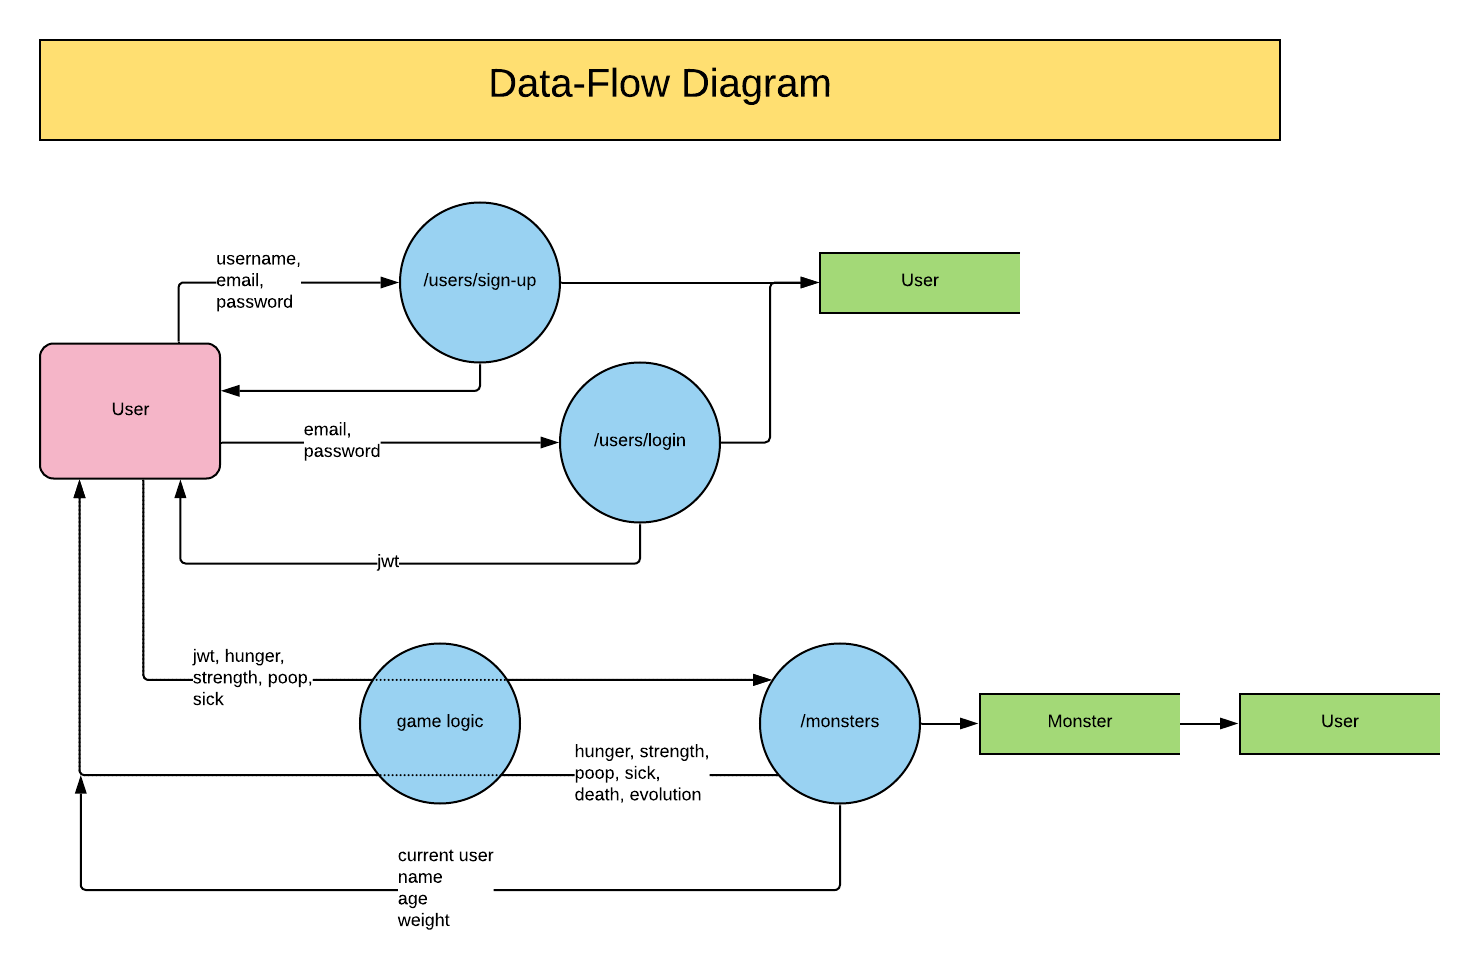 Data-Flow Diagram
username,
email,
password
/users/sign-up
User
User
email,
password
/users/login
jwt
jwt, hunger,
strength, poop,
sick
game logic
/monsters
Monster
User
hunger, strength,
poop, sick,
death, evolution
current user
name
age
weight